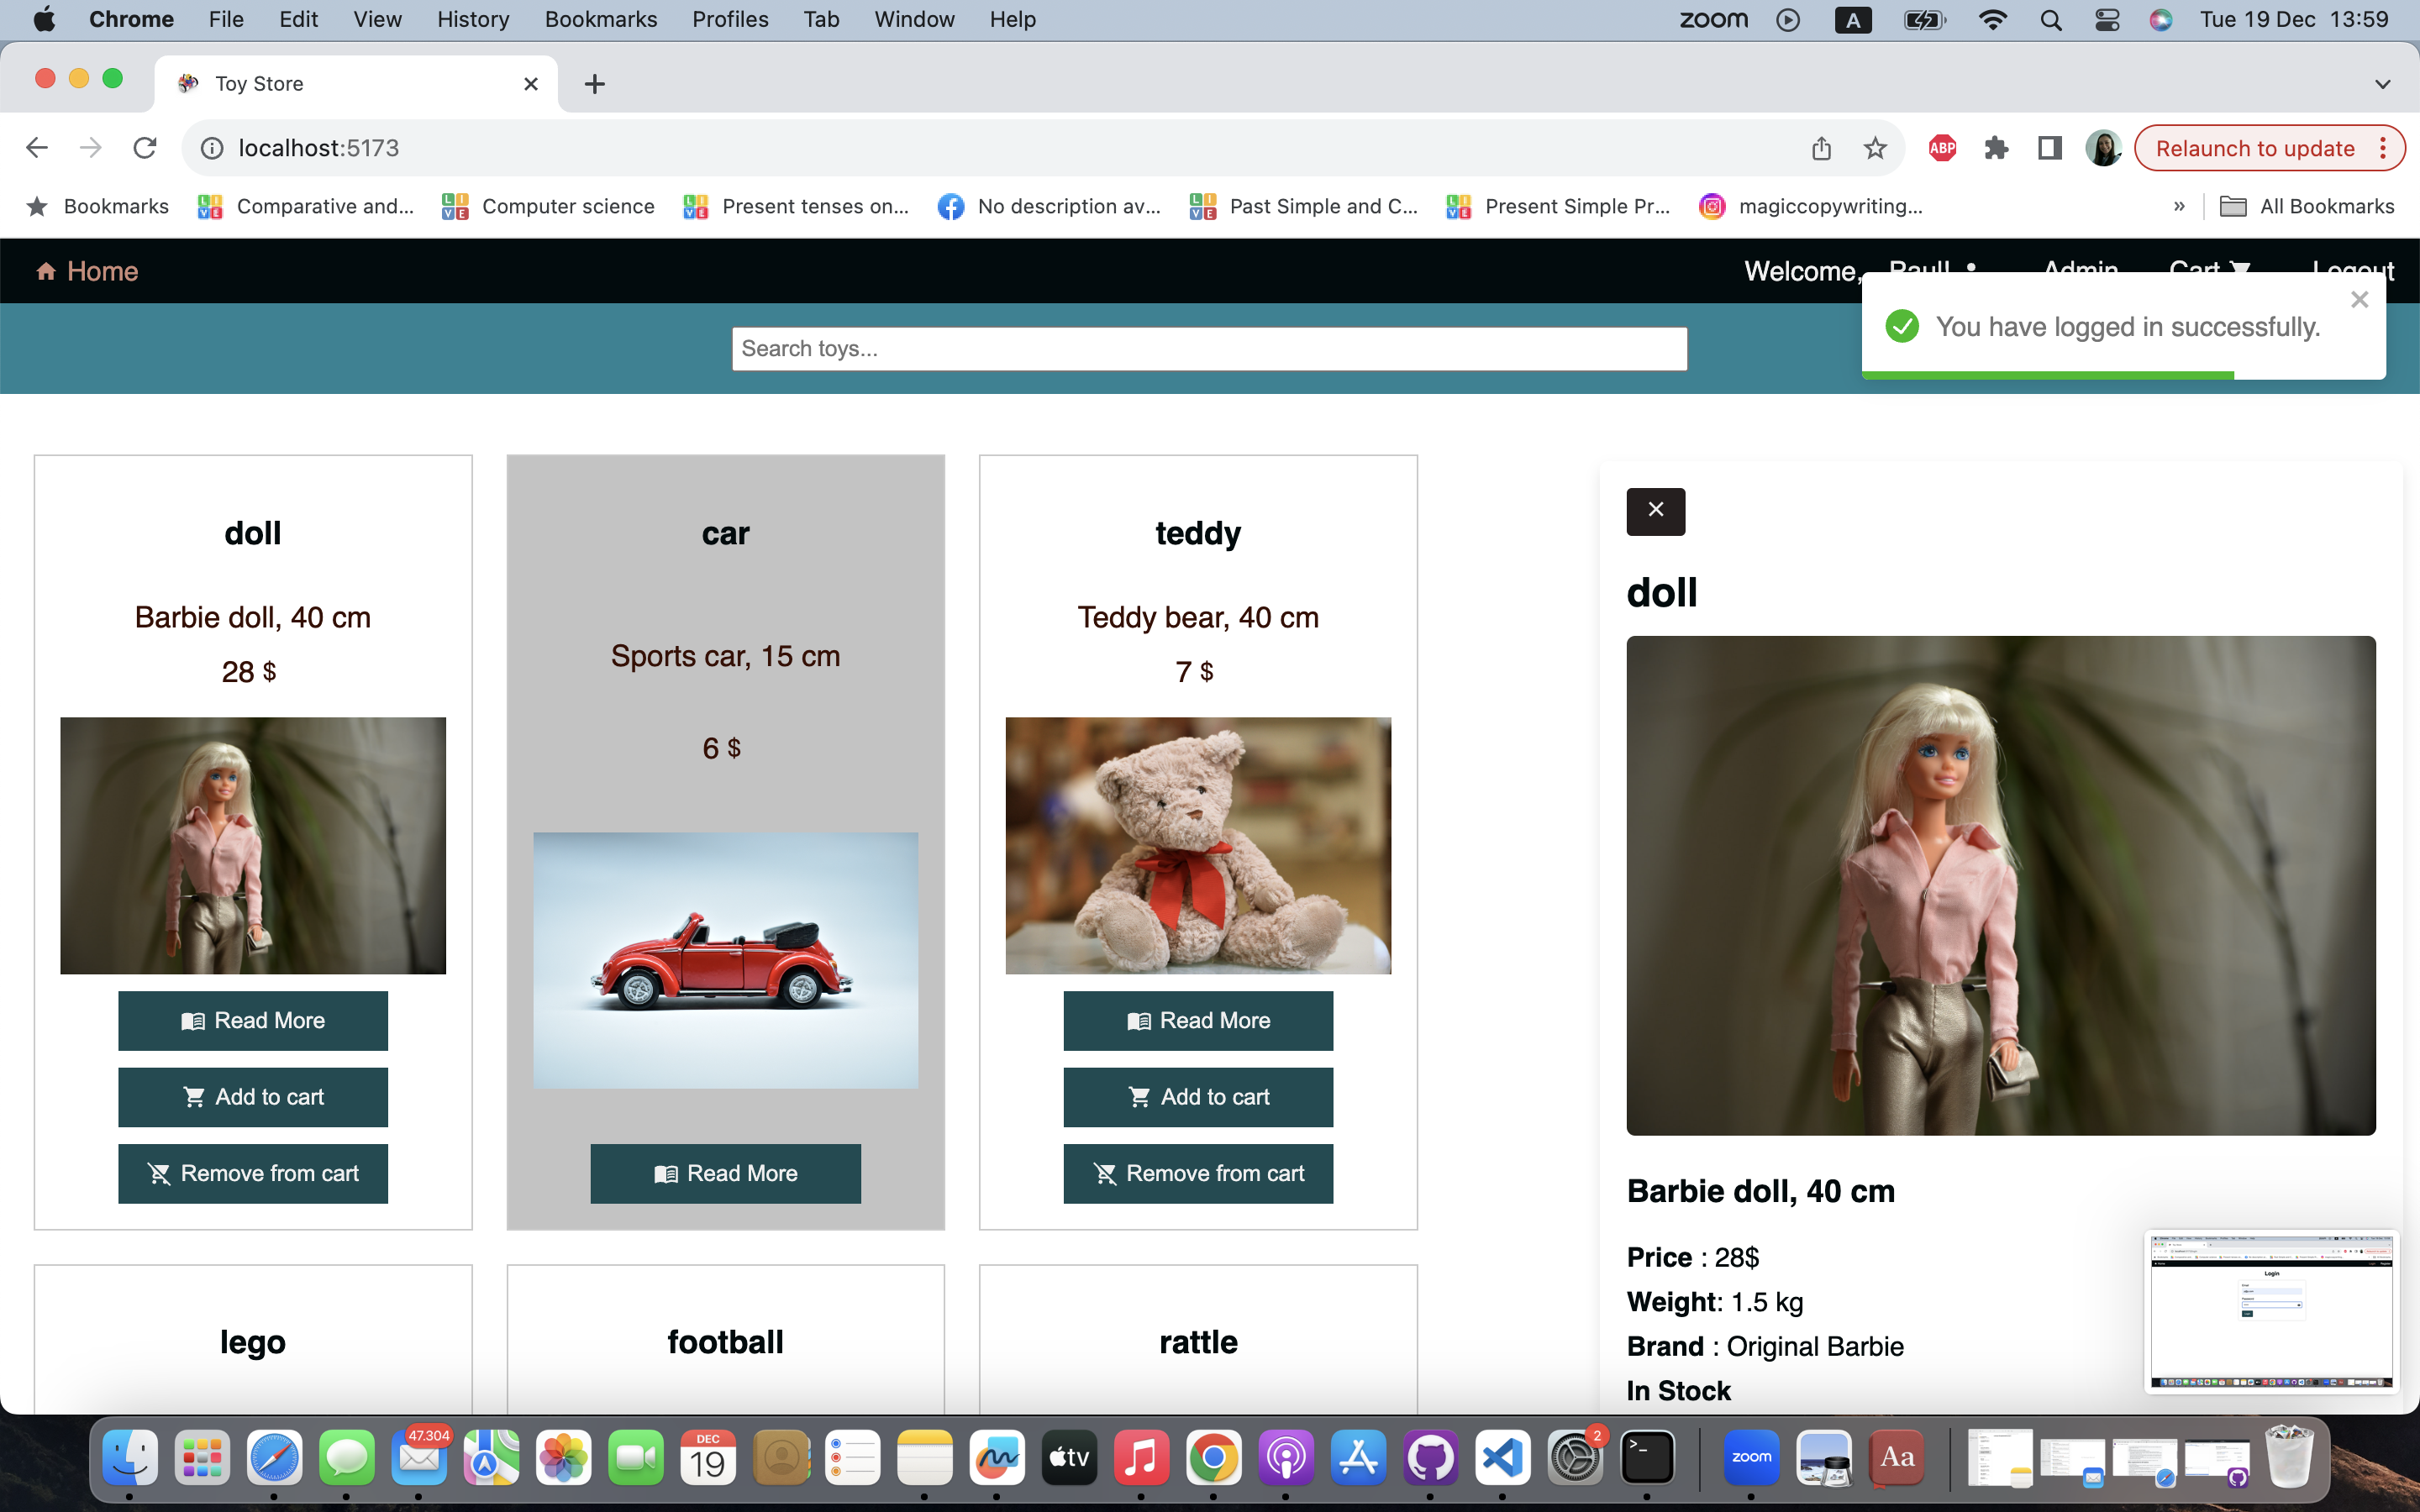 Chrome File Edit View History Bookmarks Profiles Tab Window Help zoom A Tue 19 Dec 13:59
Toy Store
localhost:5173 ABP Relaunch to update
Bookmarks Comparative and... Computer science Present tenses on... No description av... Past Simple and C... Present Simple Pr... magiccopywriting... » All Bookmarks
Home Welcome, Paull Admin Cart Logout
Search toys...
You have logged in successfully.
doll
Barbie doll, 40 cm
28 $
Read More
Add to cart
Remove from cart
car
Sports car, 15 cm
6 $
Read More
teddy
Teddy bear, 40 cm
7 $
Read More
Add to cart
Remove from cart
lego
football
rattle
doll
Barbie doll, 40 cm
Price : 28$
Weight: 1.5 kg
Brand : Original Barbie
In Stock
Login
47.304
DEC
19
tv
2
>_
zoom
Aa